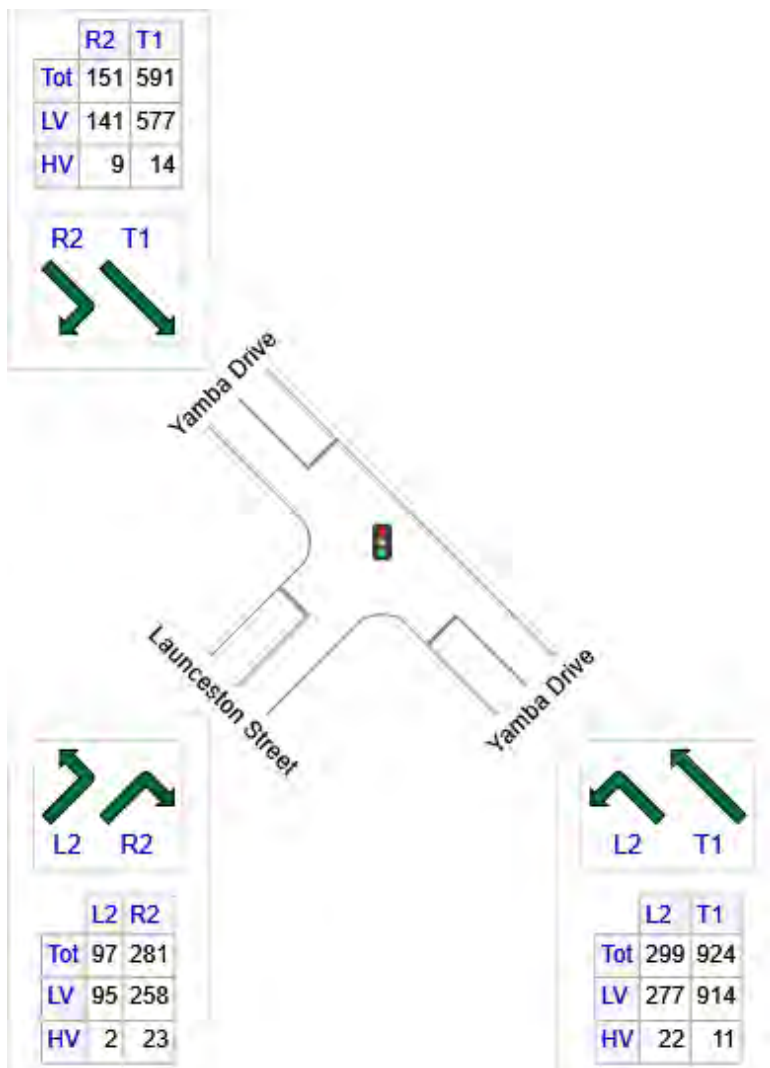 R2 T1
Tot 151 591
LV 141 577
HV 9 14
R2 T1
Yamba Drive
Launceston Street
Yamba Drive
L2 R2
L2 R2
Tot 97 281
LV 95 258
HV 2 23
L2 T1
L2 T1
Tot 299 924
LV 277 914
HV 22 11